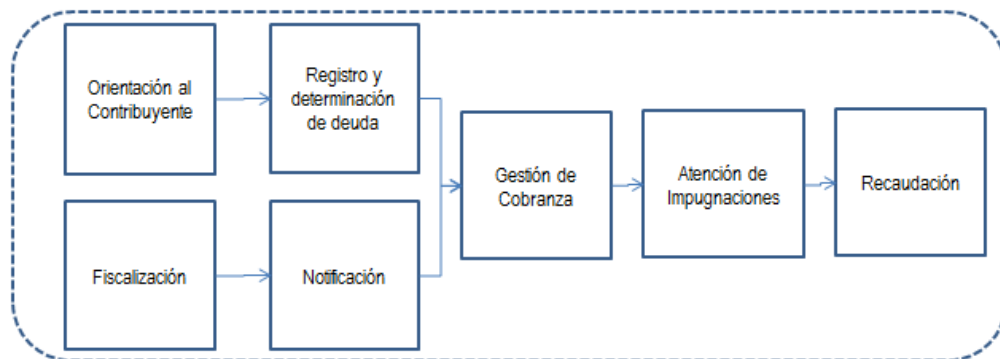 Orientación al
Contribuyente
Registro y
determinación
de deuda
Gestión de
Cobranza
Atención de
Impugnaciones
Recaudación
Fiscalización
Notificación